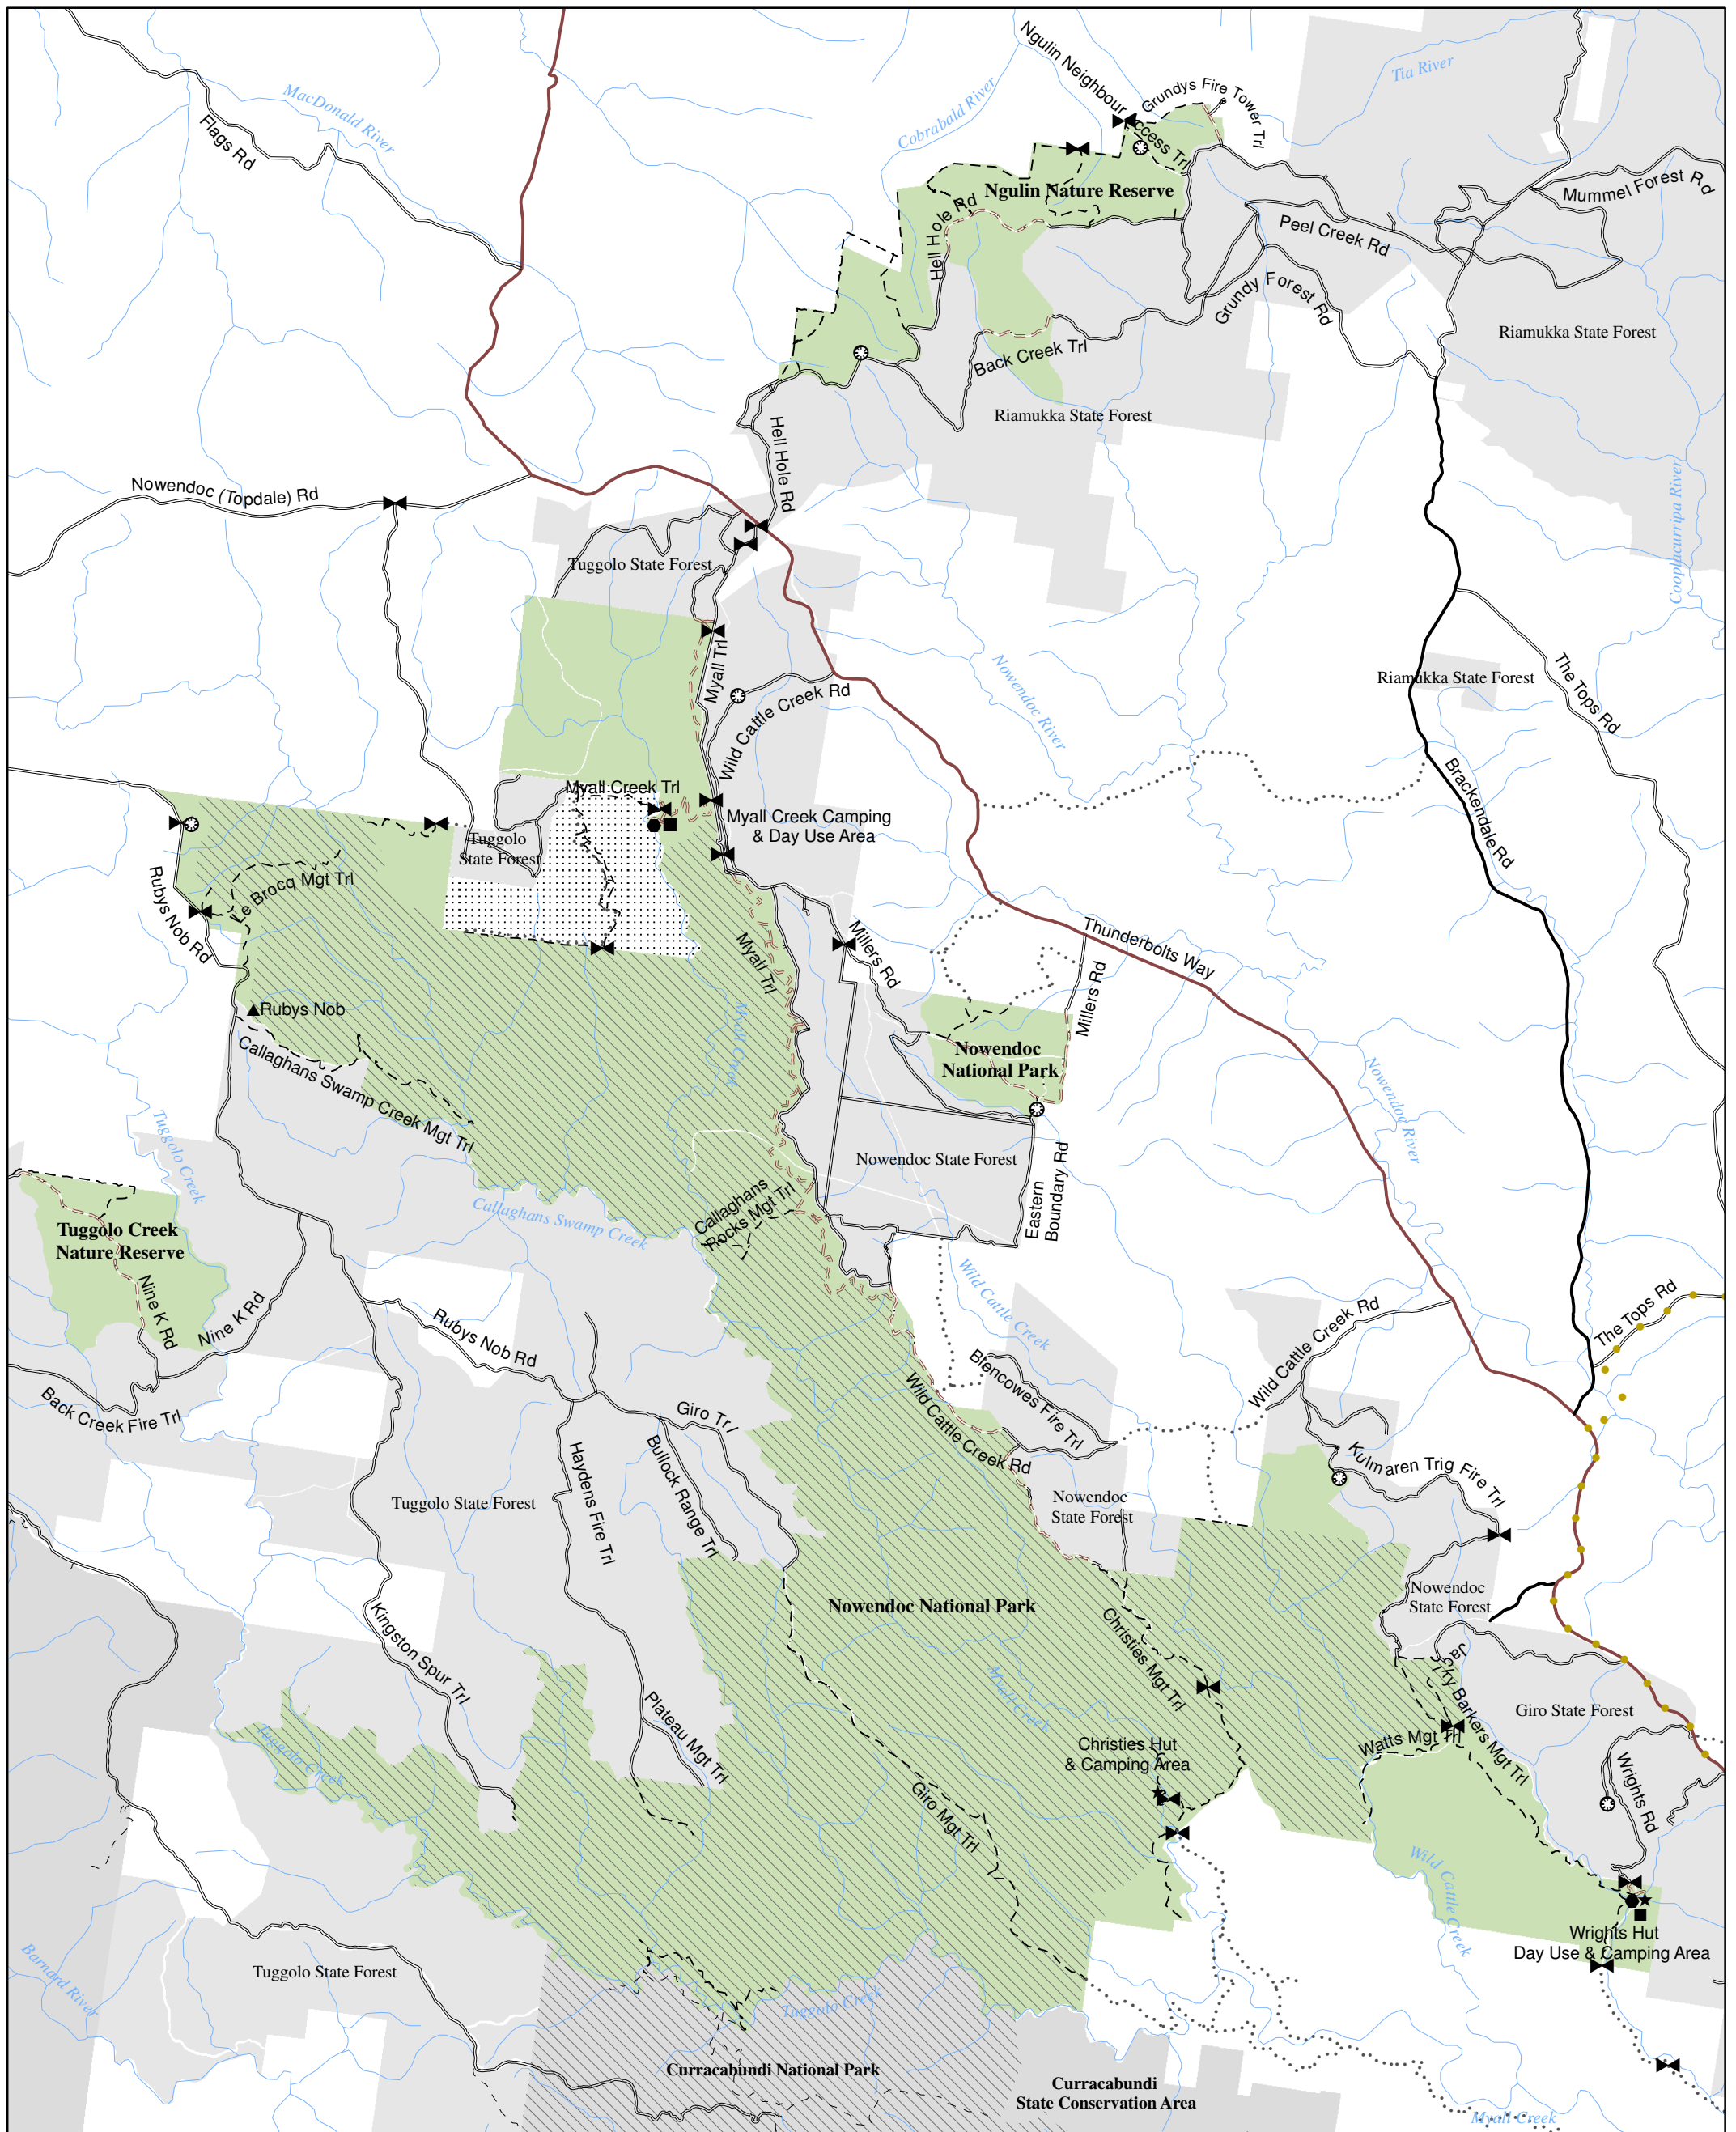 Ngulin Neighbour
Access Trl
Grundys Fire Tower Trl
Tia River
MacDonald River
Cobrabald River
Flags Rd
Ngulin Nature Reserve
Mummel Forest Rd
Hell Hole Rd
Peel Creek Rd
Grundy Forest Rd
Riamukka State Forest
Back Creek Trl
Riamukka State Forest
Hell Hole Rd
Nowendoc (Topdale) Rd
Cooplacurripa River
Tuggolo State Forest
Myall Trl
Nowendoc River
Riamukka State Forest
The Tops Rd
Wild Cattle Creek Rd
Brackendale Rd
Myall Creek Trl
Myall Creek Camping
& Day Use Area
Tuggolo
State Forest
Le Brocq Mgt Trl
Rubys Nob Rd
Myall Trl
Millers Rd
Thunderbolts Way
Millers Rd
Rubys Nob
Myall Creek
Nowendoc
National Park
Callaghans Swamp Creek Mgt Trl
Nowendoc River
Tuggolo Creek
Nowendoc State Forest
Eastern
Boundary Rd
Callaghans
Rocks Mgt Trl
Callaghans Swamp Creek
Tuggolo Creek
Nature Reserve
Wild Cattle Creek
Nine K Rd
Nine K Rd
The Tops Rd
Rubys Nob Rd
Wild Cattle Creek Rd
Blencowes Fire Trl
Back Creek Fire Trl
Giro Trl
Wild Cattle Creek Rd
Haydens Fire Trl
Bullock Range Trl
Kulmaren Trig Fire Trl
Tuggolo State Forest
Nowendoc
State Forest
Nowendoc
State Forest
Nowendoc National Park
Kingston Spur Trl
Christies Mgt Trl
Jacky Barkers Mgt Trl
Myall Creek
Plateau Mgt Trl
Giro State Forest
Tuggolo Creek
Christies Hut
& Camping Area
Watts Mgt Trl
Wrights Rd
Giro Mgt Trl
Wild Cattle Creek
Wrights Hut
Day Use & Camping Area
Barnard River
Tuggolo State Forest
Tuggolo Creek
Curracabundi National Park
Curracabundi
State Conservation Area
Myall Creek